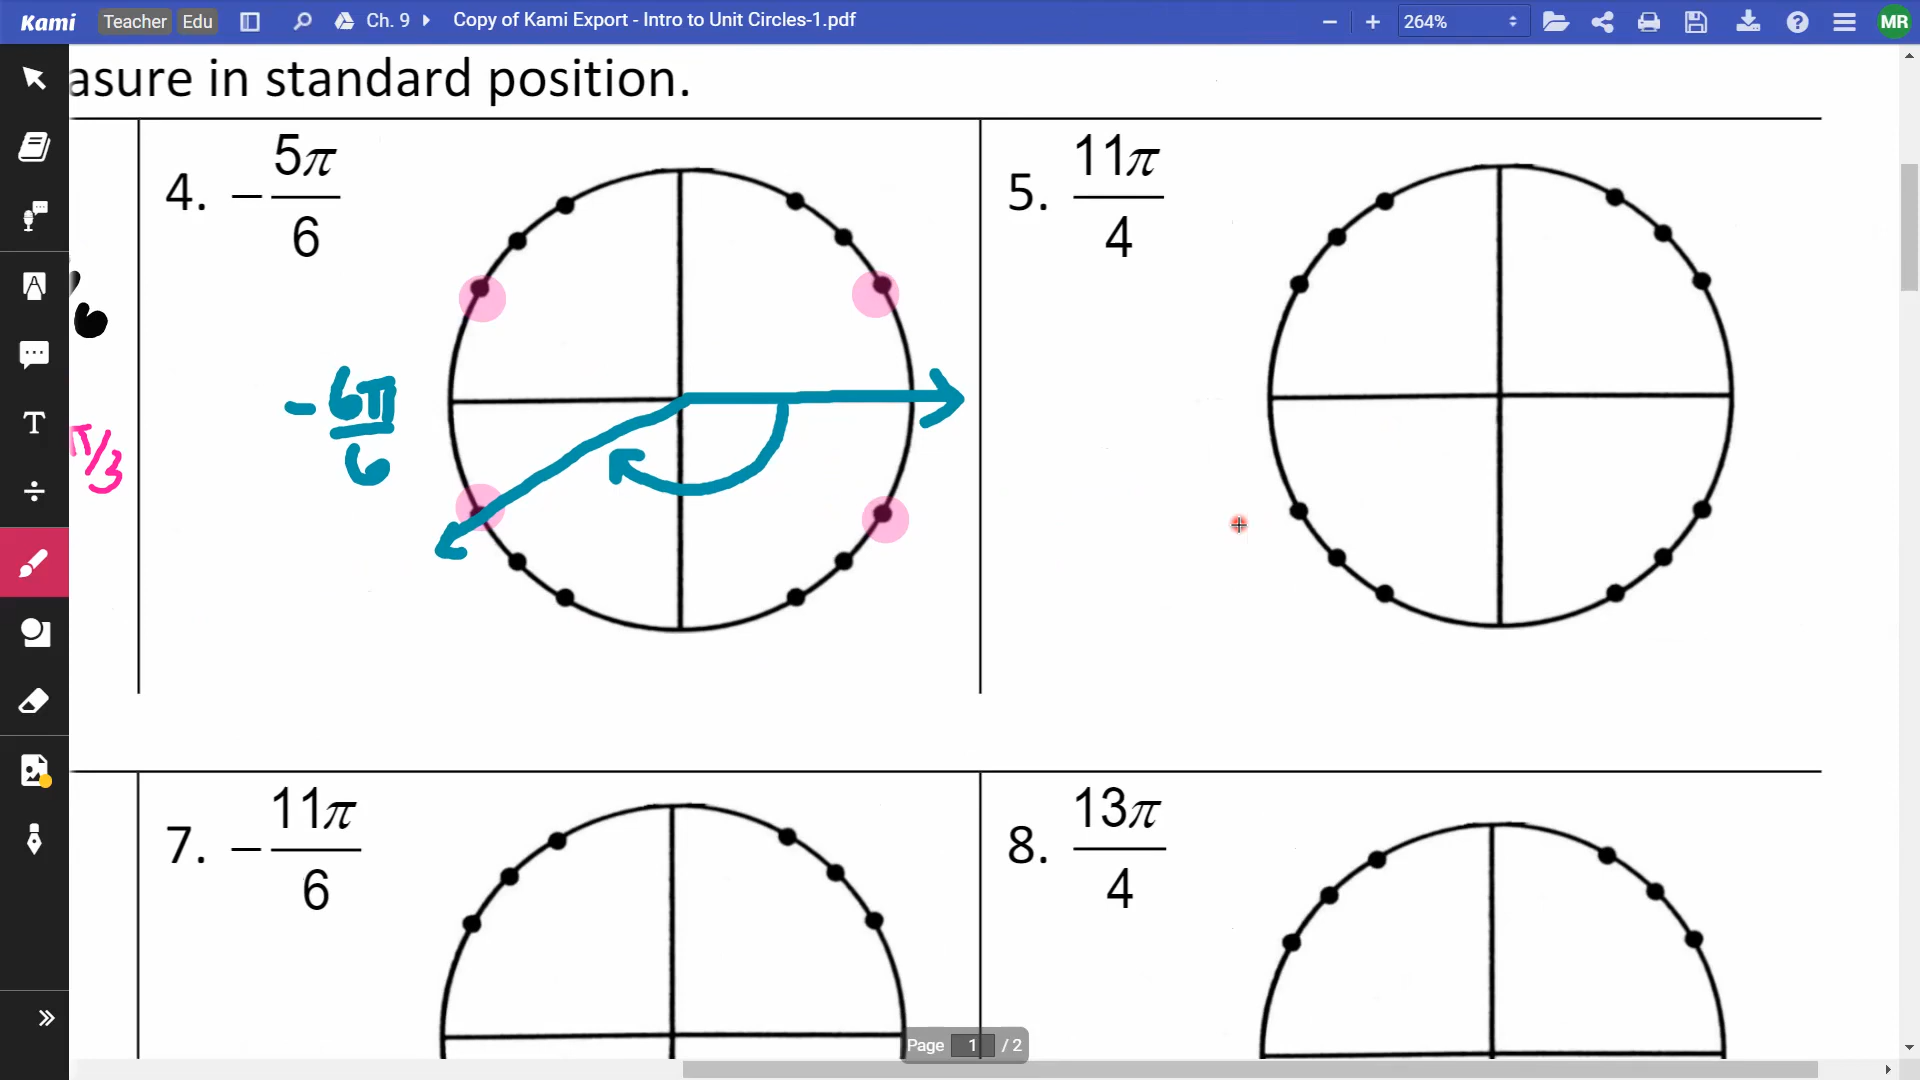 Kami Teacher Edu Ch. 9 Copy of Kami Export - Intro to Unit Circles-1.pdf 264% MR
asure in standard position.
4. -5π/6
5. 11π/4
6
-6π/6
π/3
7. -11π/6
8. 13π/4
Page 1 / 2